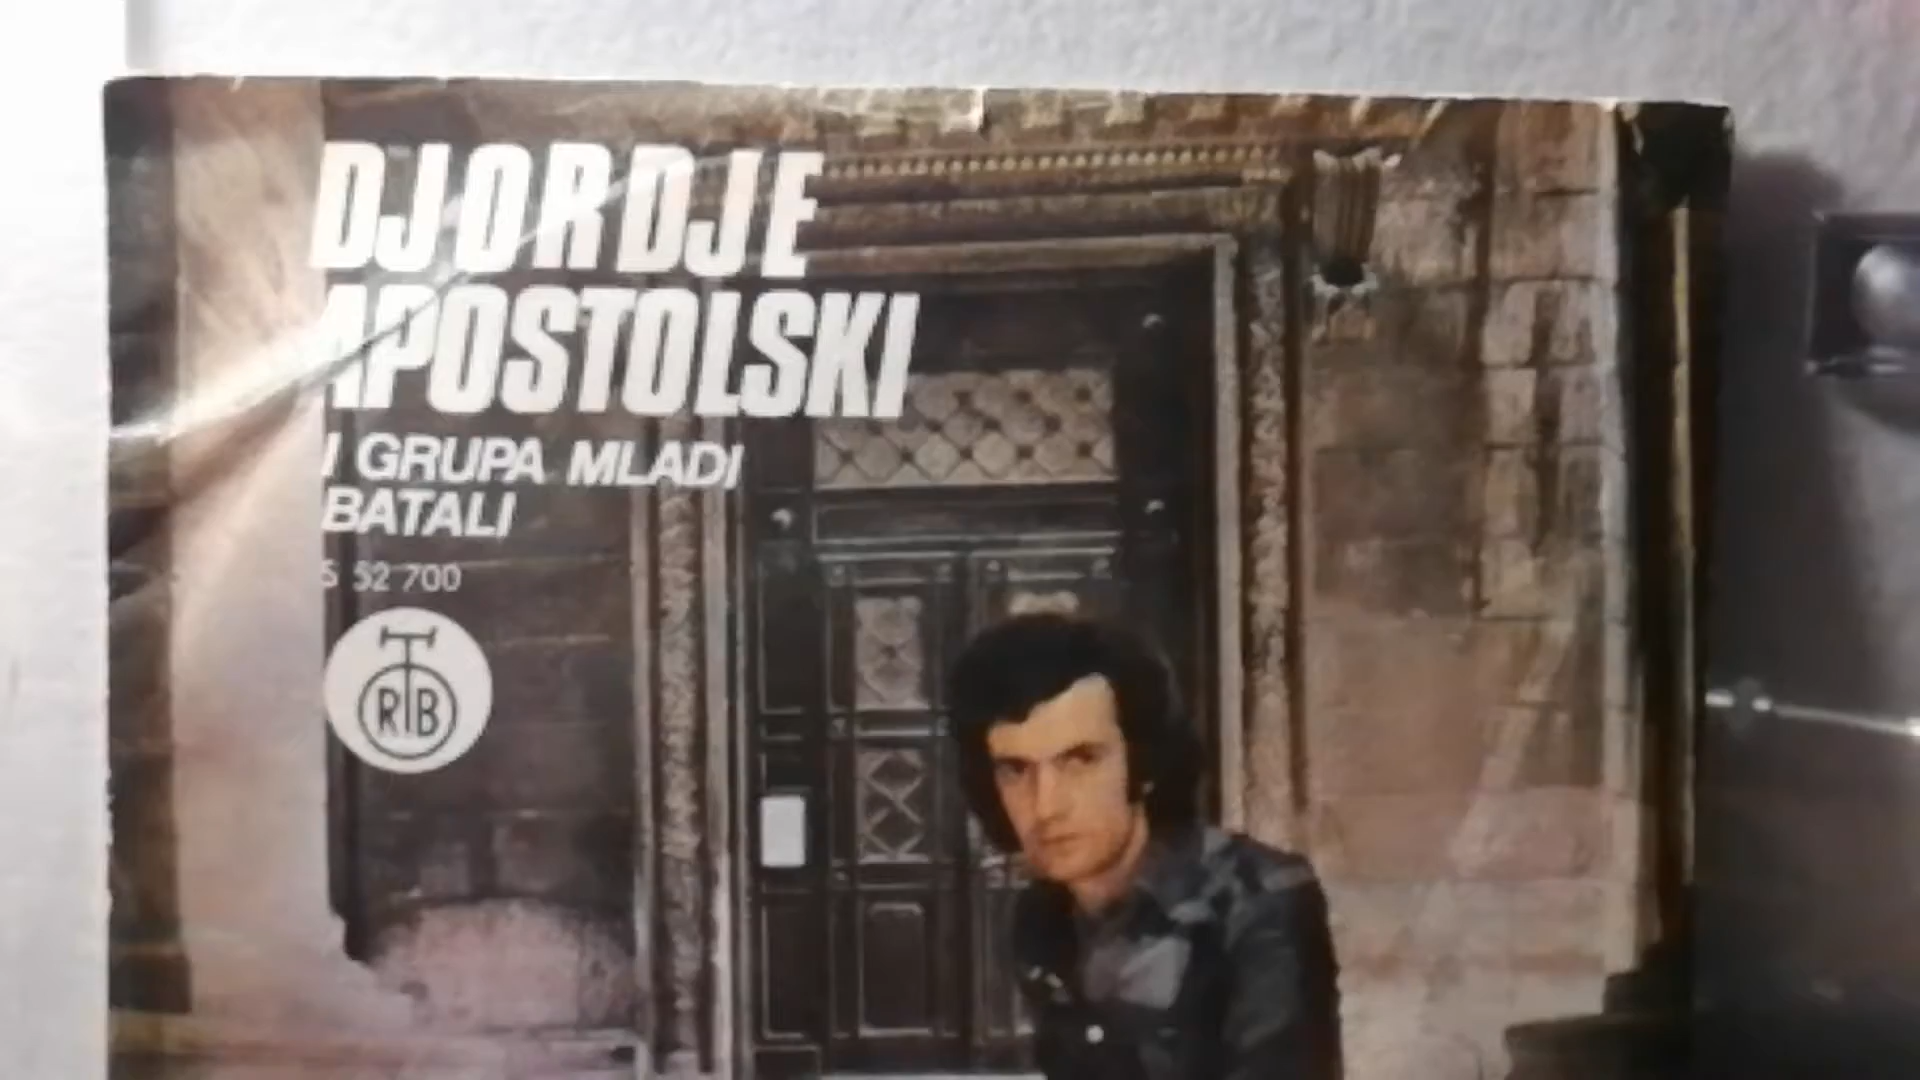 DJORDJE
APOSTOLSKI
I GRUPA MLADI
BATALI
S 52 700
RTB